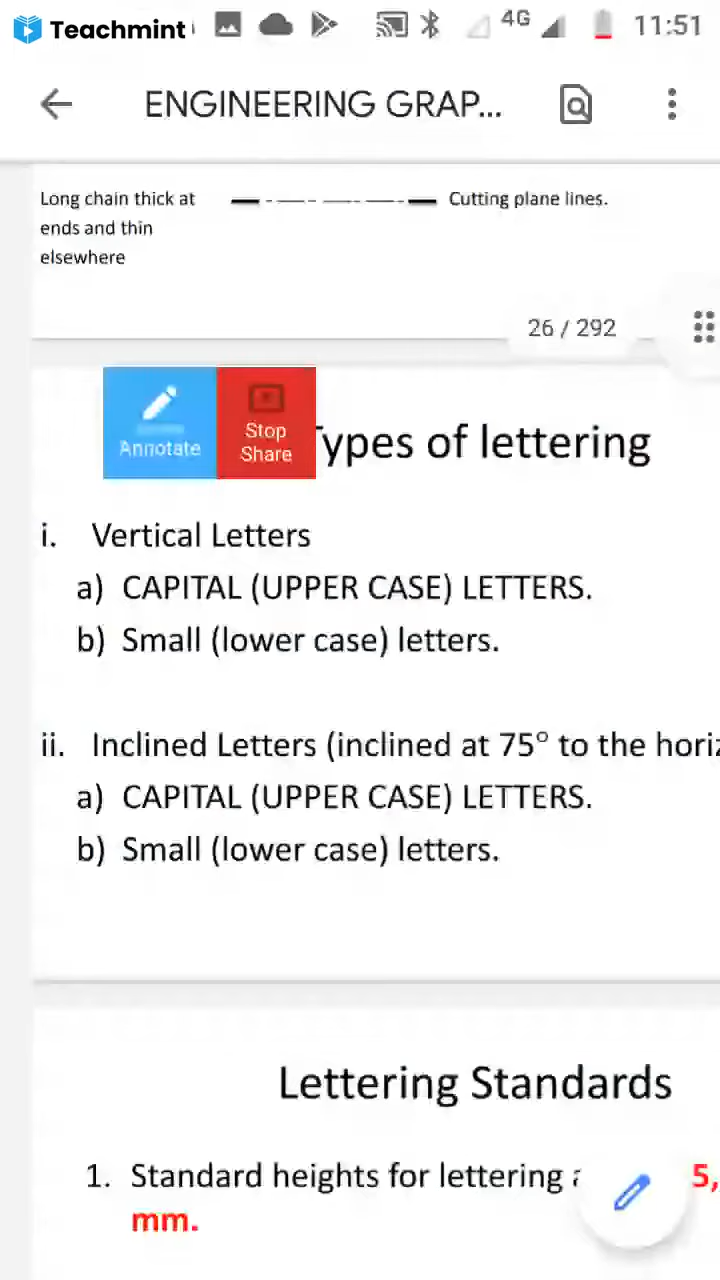 Teachmint
4G
11:51
ENGINEERING GRAP...
Long chain thick at
ends and thin
elsewhere
Cutting plane lines.
26 / 292
Annotate
Stop
Share
Types of lettering
i. Vertical Letters
a) CAPITAL (UPPER CASE) LETTERS.
b) Small (lower case) letters.
ii. Inclined Letters (inclined at 75° to the
a) CAPITAL (UPPER CASE) LETTERS.
b) Small (lower case) letters.
Lettering Standards
1. Standard heights for lettering 5,
mm.